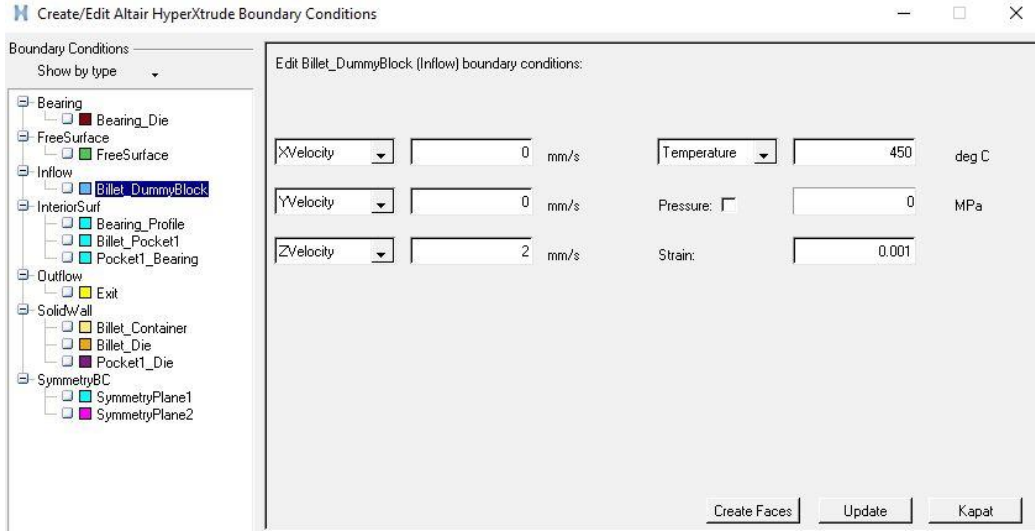 Create/Edit Altair HyperXtrude Boundary Conditions
Boundary Conditions
Show by type
Bearing
Bearing_Die
FreeSurface
FreeSurface
Inflow
Billet_DummyBlock
InteriorSurf
Bearing_Profile
Billet_Pocket1
Pocket1_Bearing
Outflow
Exit
SolidWall
Billet_Container
Billet_Die
Pocket1_Die
SymmetryBC
SymmetryPlane1
SymmetryPlane2
Edit Billet_DummyBlock (Inflow) boundary conditions:
XVelocity 0 mm/s Temperature 450 deg C
YVelocity 0 mm/s Pressure: 0 MPa
ZVelocity 2 mm/s Strain: 0.001
Create Faces Update Kapat